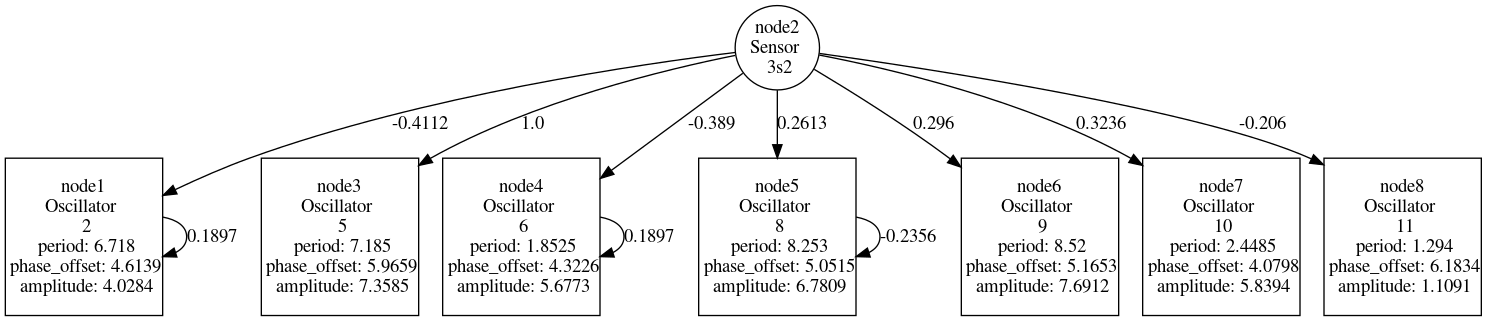 node2
Sensor
3s2
-0.4112
1.0
-0.389
0.2613
0.296
0.3236
-0.206
node1
Oscillator
2
period: 6.718
phase_offset: 4.6139
amplitude: 4.0284
0.1897
node3
Oscillator
5
period: 7.185
phase_offset: 5.9659
amplitude: 7.3585
node4
Oscillator
6
period: 1.8525
phase_offset: 4.3226
amplitude: 5.6773
0.1897
node5
Oscillator
8
period: 8.253
phase_offset: 5.0515
amplitude: 6.7809
-0.2356
node6
Oscillator
9
period: 8.52
phase_offset: 5.1653
amplitude: 7.6912
node7
Oscillator
10
period: 2.4485
phase_offset: 4.0798
amplitude: 5.8394
node8
Oscillator
11
period: 1.294
phase_offset: 6.1834
amplitude: 1.1091